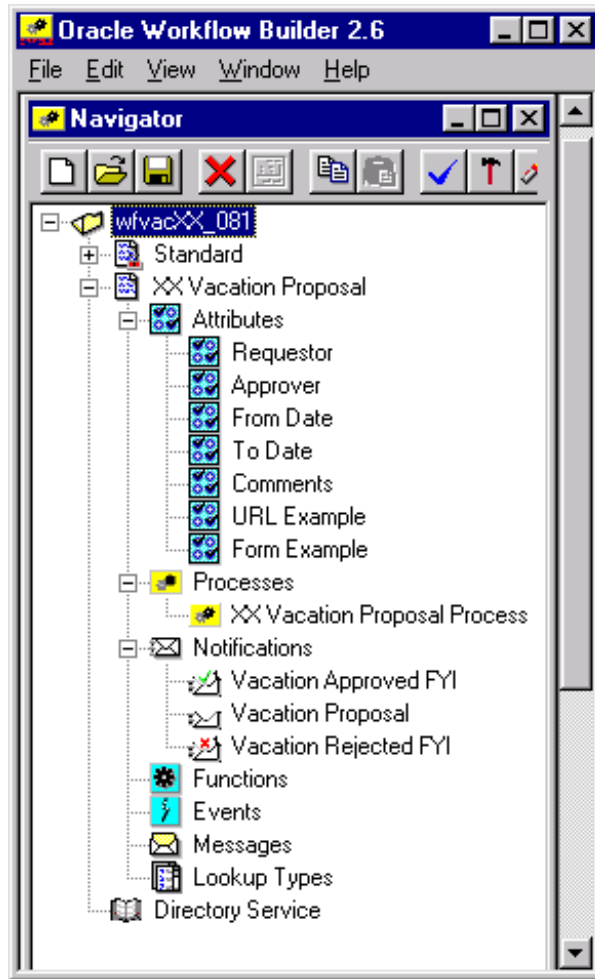 Oracle Workflow Builder 2.6
File Edit View Window Help
Navigator
wfvacXX_081
Standard
XX Vacation Proposal
Attributes
Requestor
Approver
From Date
To Date
Comments
URL Example
Form Example
Processes
XX Vacation Proposal Process
Notifications
Vacation Approved FYI
Vacation Proposal
Vacation Rejected FYI
Functions
Events
Messages
Lookup Types
Directory Service